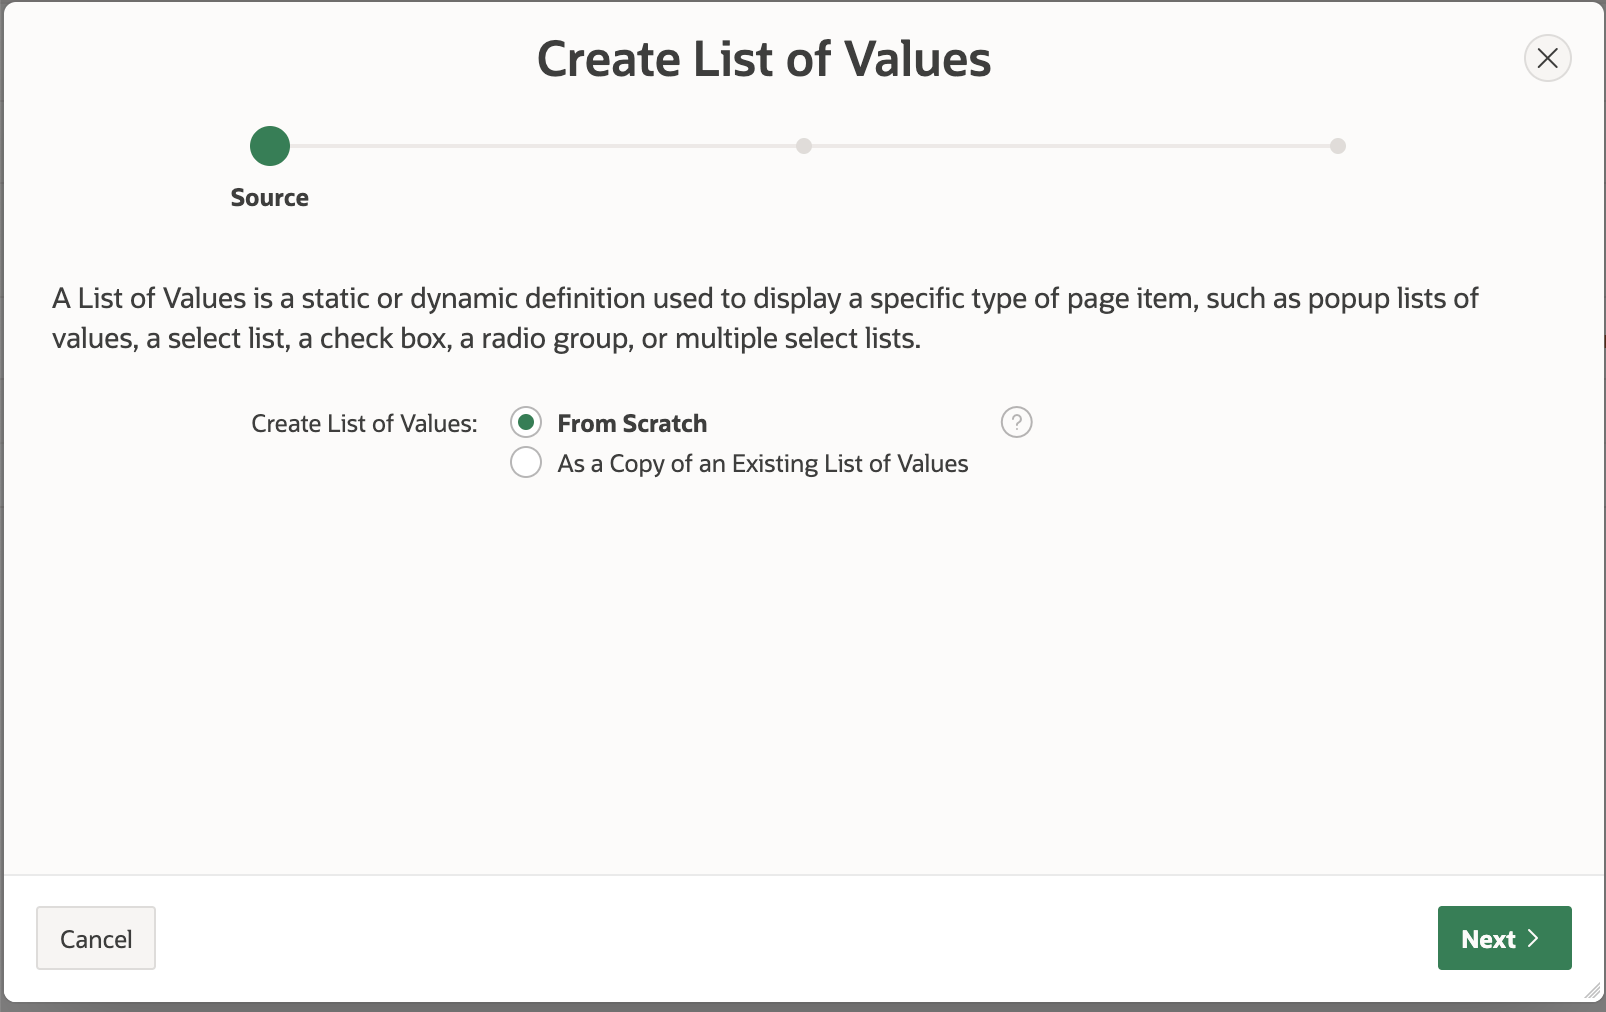 Create List of Values
Source
A List of Values is a static or dynamic definition used to display a specific type of page item, such as popup lists of
values, a select list, a check box, a radio group, or multiple select lists.
Create List of Values:
From Scratch
?
As a Copy of an Existing List of Values
Cancel
Next